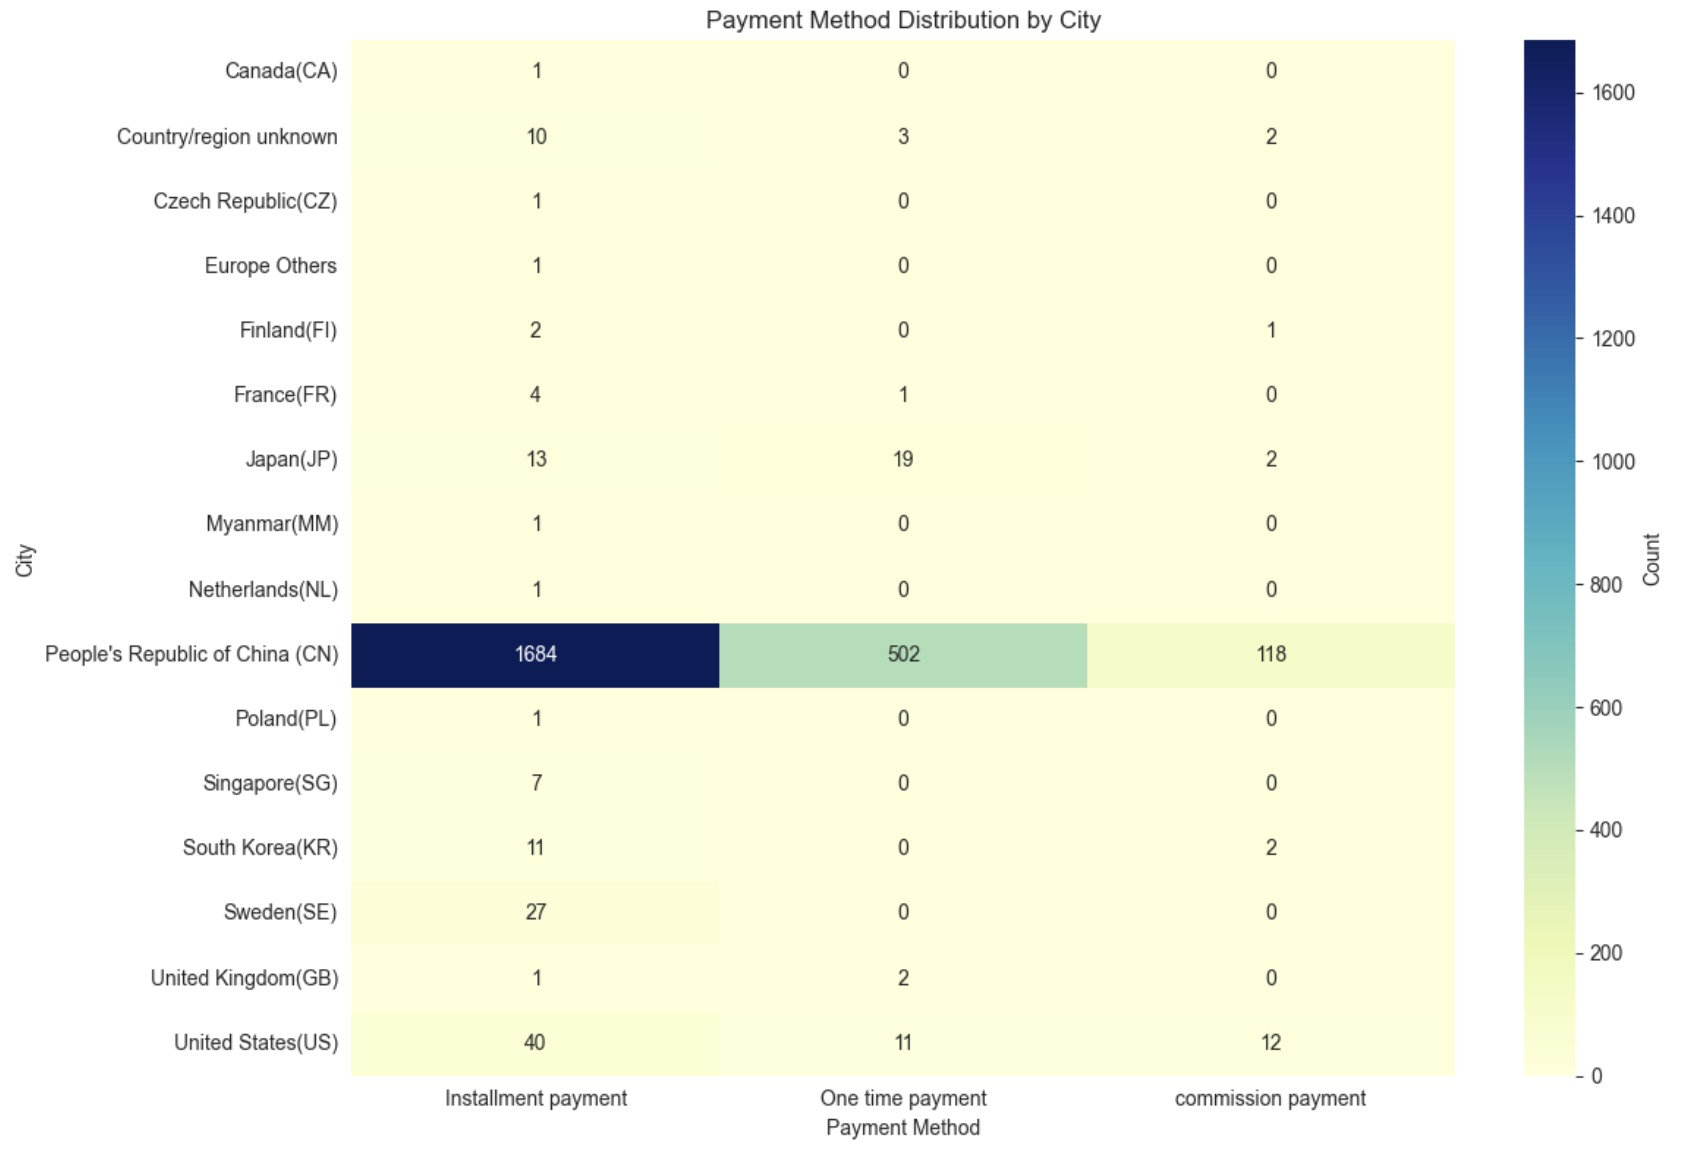 Payment Method Distribution by City
Canada(CA) 1 0 0
Country/region unknown 10 3 2
Czech Republic(CZ) 1 0 0
Europe Others 1 0 0
Finland(FI) 2 0 1
France(FR) 4 1 0
Japan(JP) 13 19 2
Myanmar(MM) 1 0 0
Netherlands(NL) 1 0 0
People's Republic of China (CN) 1684 502 118
Poland(PL) 1 0 0
Singapore(SG) 7 0 0
South Korea(KR) 11 0 2
Sweden(SE) 27 0 0
United Kingdom(GB) 1 2 0
United States(US) 40 11 12
City
Installment payment One time payment commission payment
Payment Method
1600
1400
1200
1000
800
600
400
200
0
Count